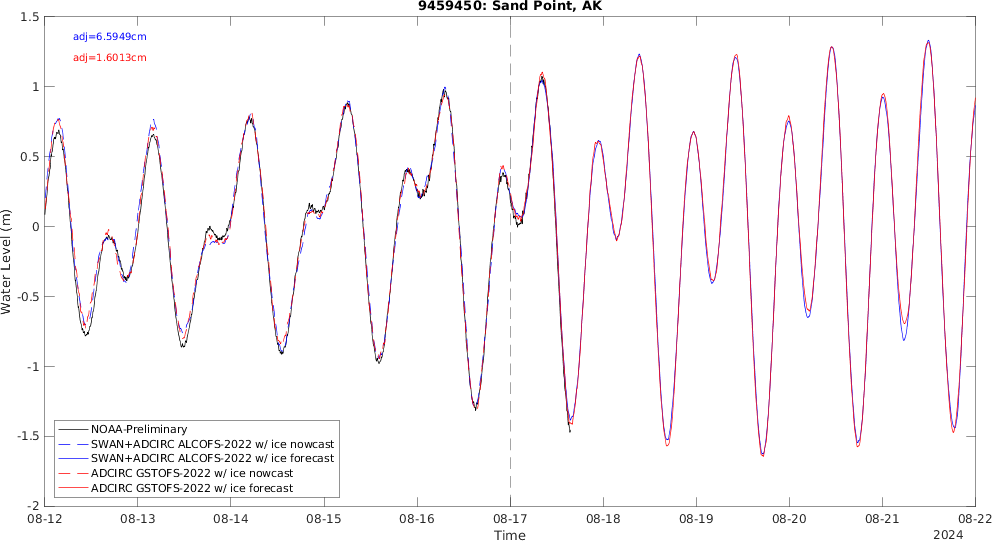 9459450: Sand Point, AK
adj=6.5949cm
adj=1.6013cm
1.5
1
0.5
0
-0.5
-1
-1.5
-2
Water Level (m)
NOAA-Preliminary
SWAN+ADCIRC ALCOFS-2022 w/ ice nowcast
SWAN+ADCIRC ALCOFS-2022 w/ ice forecast
ADCIRC GSTOFS-2022 w/ ice nowcast
ADCIRC GSTOFS-2022 w/ ice forecast
08-12 08-13 08-14 08-15 08-16 08-17 08-18 08-19 08-20 08-21 08-22
Time
2024